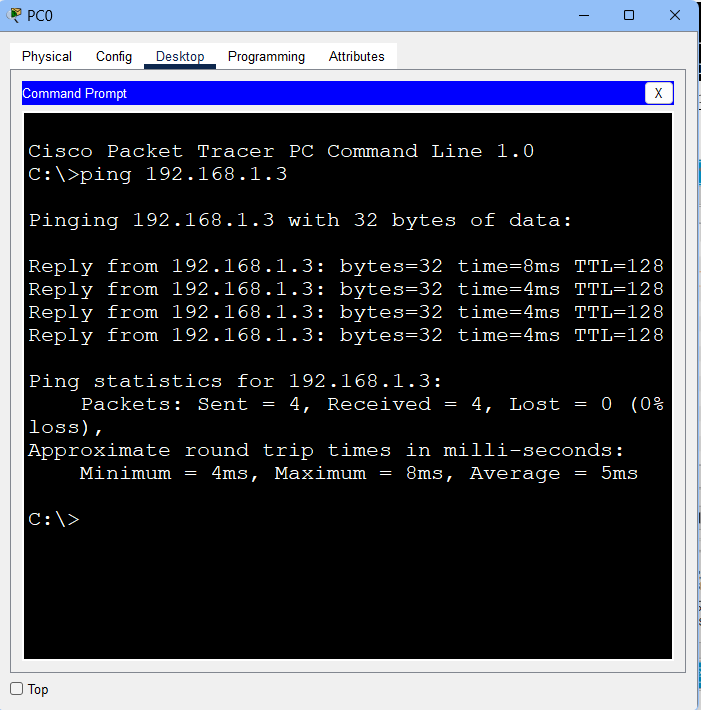 PC0
Physical Config Desktop Programming Attributes
Command Prompt X
Cisco Packet Tracer PC Command Line 1.0
C:\>ping 192.168.1.3
Pinging 192.168.1.3 with 32 bytes of data:
Reply from 192.168.1.3: bytes=32 time=8ms TTL=128
Reply from 192.168.1.3: bytes=32 time=4ms TTL=128
Reply from 192.168.1.3: bytes=32 time=4ms TTL=128
Reply from 192.168.1.3: bytes=32 time=4ms TTL=128
Ping statistics for 192.168.1.3:
Packets: Sent = 4, Received = 4, Lost = 0 (0%
loss),
Approximate round trip times in milli-seconds:
Minimum = 4ms, Maximum = 8ms, Average = 5ms
C:\>
Top